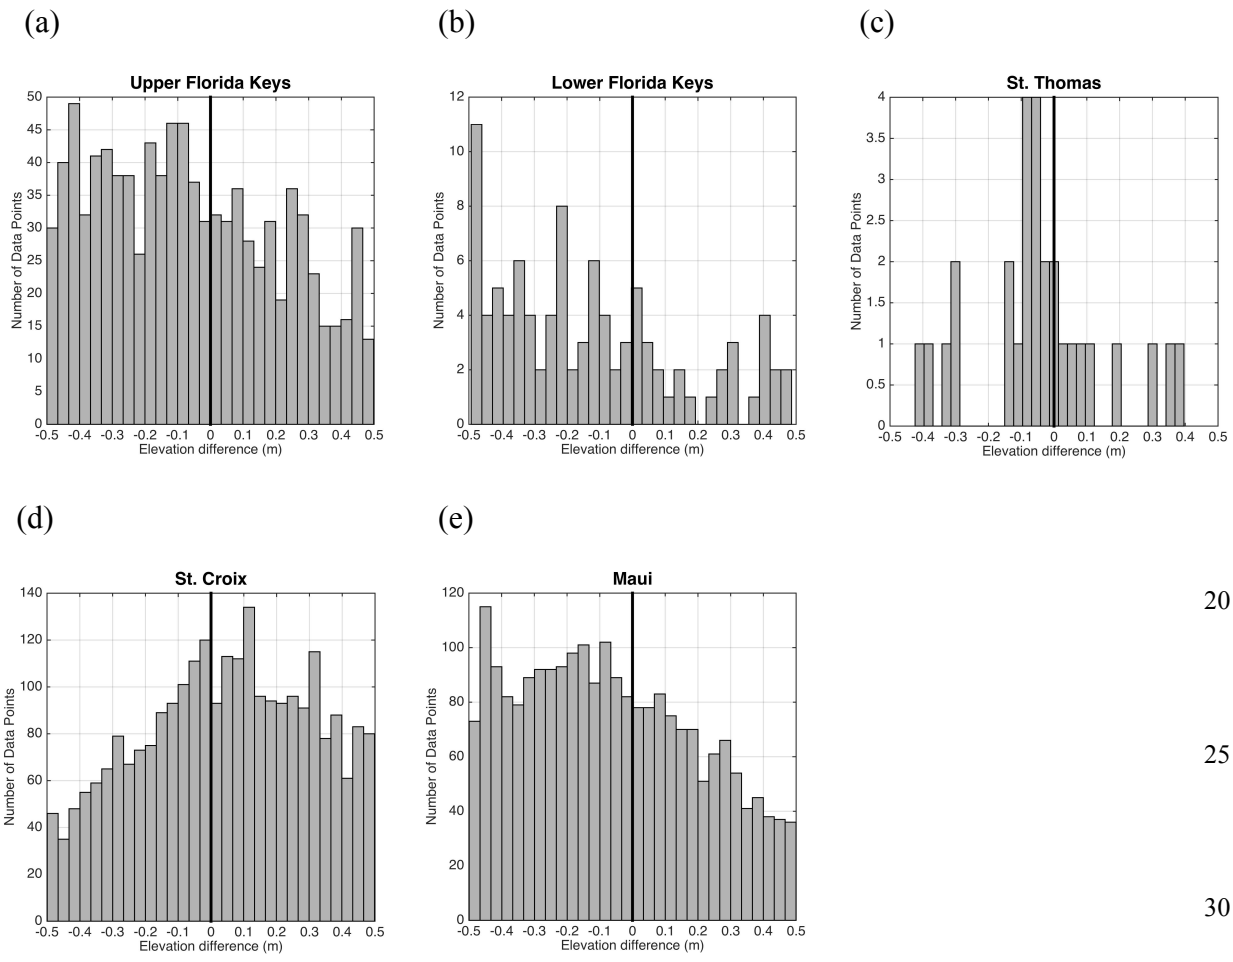 (a)
Upper Florida Keys
Number of Data Points
50
45
40
35
30
25
20
15
10
5
0
-0.5 -0.4 -0.3 -0.2 -0.1 0 0.1 0.2 0.3 0.4 0.5
Elevation difference (m)
(b)
Lower Florida Keys
Number of Data Points
12
10
8
6
4
2
0
-0.5 -0.4 -0.3 -0.2 -0.1 0 0.1 0.2 0.3 0.4 0.5
Elevation difference (m)
(c)
St. Thomas
Number of Data Points
4
3.5
3
2.5
2
1.5
1
0.5
0
-0.5 -0.4 -0.3 -0.2 -0.1 0 0.1 0.2 0.3 0.4 0.5
Elevation difference (m)
(d)
St. Croix
Number of Data Points
140
120
100
80
60
40
20
0
-0.5 -0.4 -0.3 -0.2 -0.1 0 0.1 0.2 0.3 0.4 0.5
Elevation difference (m)
(e)
Maui
Number of Data Points
120
100
80
60
40
20
0
-0.5 -0.4 -0.3 -0.2 -0.1 0 0.1 0.2 0.3 0.4 0.5
Elevation difference (m)
20
25
30